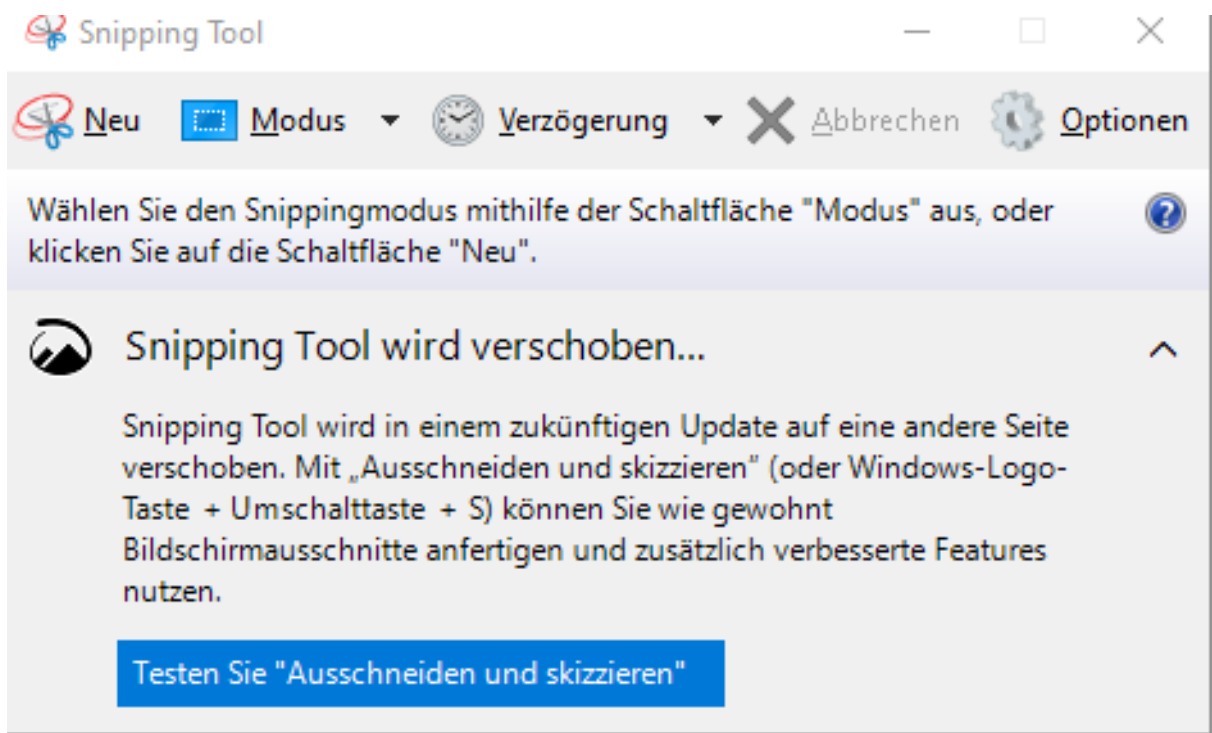 Snipping Tool
Neu Modus Verzögerung Abbrechen Optionen
Wählen Sie den Snippingmodus mithilfe der Schaltfläche "Modus" aus, oder
klicken Sie auf die Schaltfläche "Neu".
Snipping Tool wird verschoben...
Snipping Tool wird in einem zukünftigen Update auf eine andere Seite
verschoben. Mit „Ausschneiden und skizzieren“ (oder Windows-Logo-
Taste + Umschalttaste + S) können Sie wie gewohnt
Bildschirmausschnitte anfertigen und zusätzlich verbesserte Features
nutzen.
Testen Sie "Ausschneiden und skizzieren"